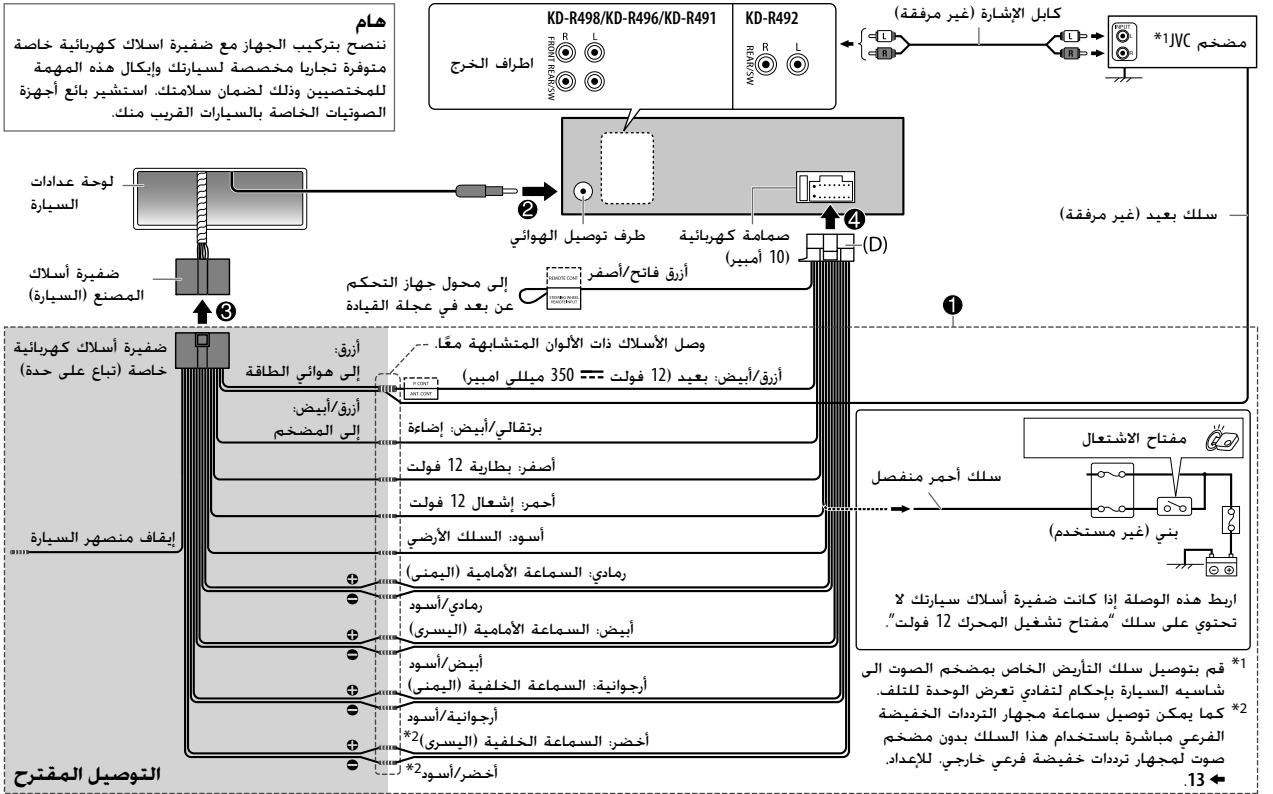 هام
ننصح بتركيب الجهاز مع ضفيرة اسلاك كهربائية خاصة
متوفرة تجاريا مخصصة لسيارتك وإيكال هذه المهمة
للمختصيين وذلك لضمان سلامتك. استشير بائع أجهزة
الصوتيات الخاصة بالسيارات القريب منك.
KD-R498/KD-R496/KD-R491
R L
FRONT REAR/SW
اطراف الخرج
KD-R492
R L
REAR/SW
كابل الإشارة (غير مرفقة)
L
R
L
R
INPUT
L
R
مضخم JVC*1
لوحة عدادات
السيارة
2
طرف توصيل الهوائي
صمامة كهربائية
(10 أمبير)
4
(D)
سلك بعيد (غير مرفقة)
ضفيرة أسلاك
المصنع (السيارة)
3
أزرق فاتح/أصفر
REMOTE CONT
STEERING WHEEL
REMOTE INPUT
إلى محول جهاز التحكم
عن بعد في عجلة القيادة
1
ضفيرة أسلاك كهربائية
خاصة (تباع على حدة)
أزرق:
إلى هوائي الطاقة
وصل الأسلاك ذات الألوان المتشابهة معًا.
P. CONT
ANT. CONT
أزرق/أبيض: بعيد (12 فولت 350 ميللي امبير)
أزرق/أبيض:
إلى المضخم
برتقالي/أبيض: إضاءة
أصفر: بطارية 12 فولت
أحمر: إشعال 12 فولت
أسود: السلك الأرضي
إيقاف منصهر السيارة
رمادي: السماعة الأمامية (اليمنى)
رمادي/أسود
أبيض: السماعة الأمامية (اليسرى)
أبيض/أسود
أرجوانية: السماعة الخلفية (اليمنى)
أرجوانية/أسود
أخضر: السماعة الخلفية (اليسرى)*2
أخضر/أسود*2
التوصيل المقترح
مفتاح الاشتعال
سلك أحمر منفصل
بني (غير مستخدم)
اربط هذه الوصلة إذا كانت ضفيرة أسلاك سيارتك لا
تحتوي على سلك “مفتاح تشغيل المحرك 12 فولت”.
*1 قم بتوصيل سلك التأريض الخاص بمضخم الصوت الى
شاسيه السيارة بإحكام لتفادي تعرض الوحدة للتلف.
*2 كما يمكن توصيل سماعة مجهار الترددات الخفيضة
الفرعي مباشرة باستخدام هذا السلك بدون مضخم
صوت لمجهار ترددات خفيضة فرعي خارجي. للإعداد.
➜ 13.